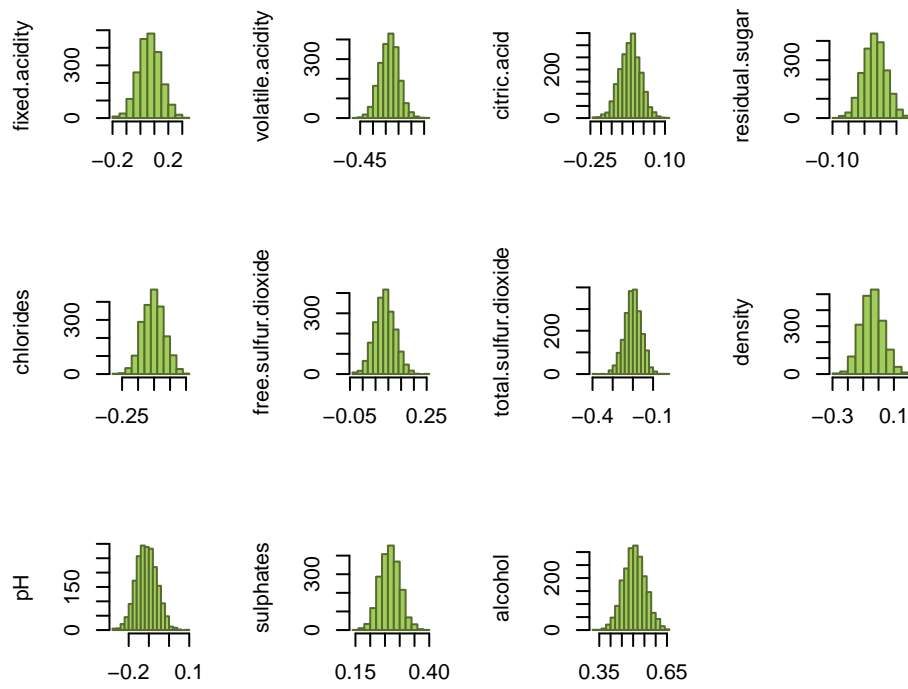 fixed.acidity
0 300
−0.2 0.2
volatile.acidity
0 300
−0.45
citric.acid
0 200
−0.25 0.10
residual.sugar
0 300
−0.10
chlorides
0 300
−0.25
free.sulfur.dioxide
0 300
−0.05 0.25
total.sulfur.dioxide
0 200
−0.4 −0.1
density
0 300
−0.3 0.1
pH
0 150
−0.2 0.1
sulphates
0 300
0.15 0.40
alcohol
0 200
0.35 0.65